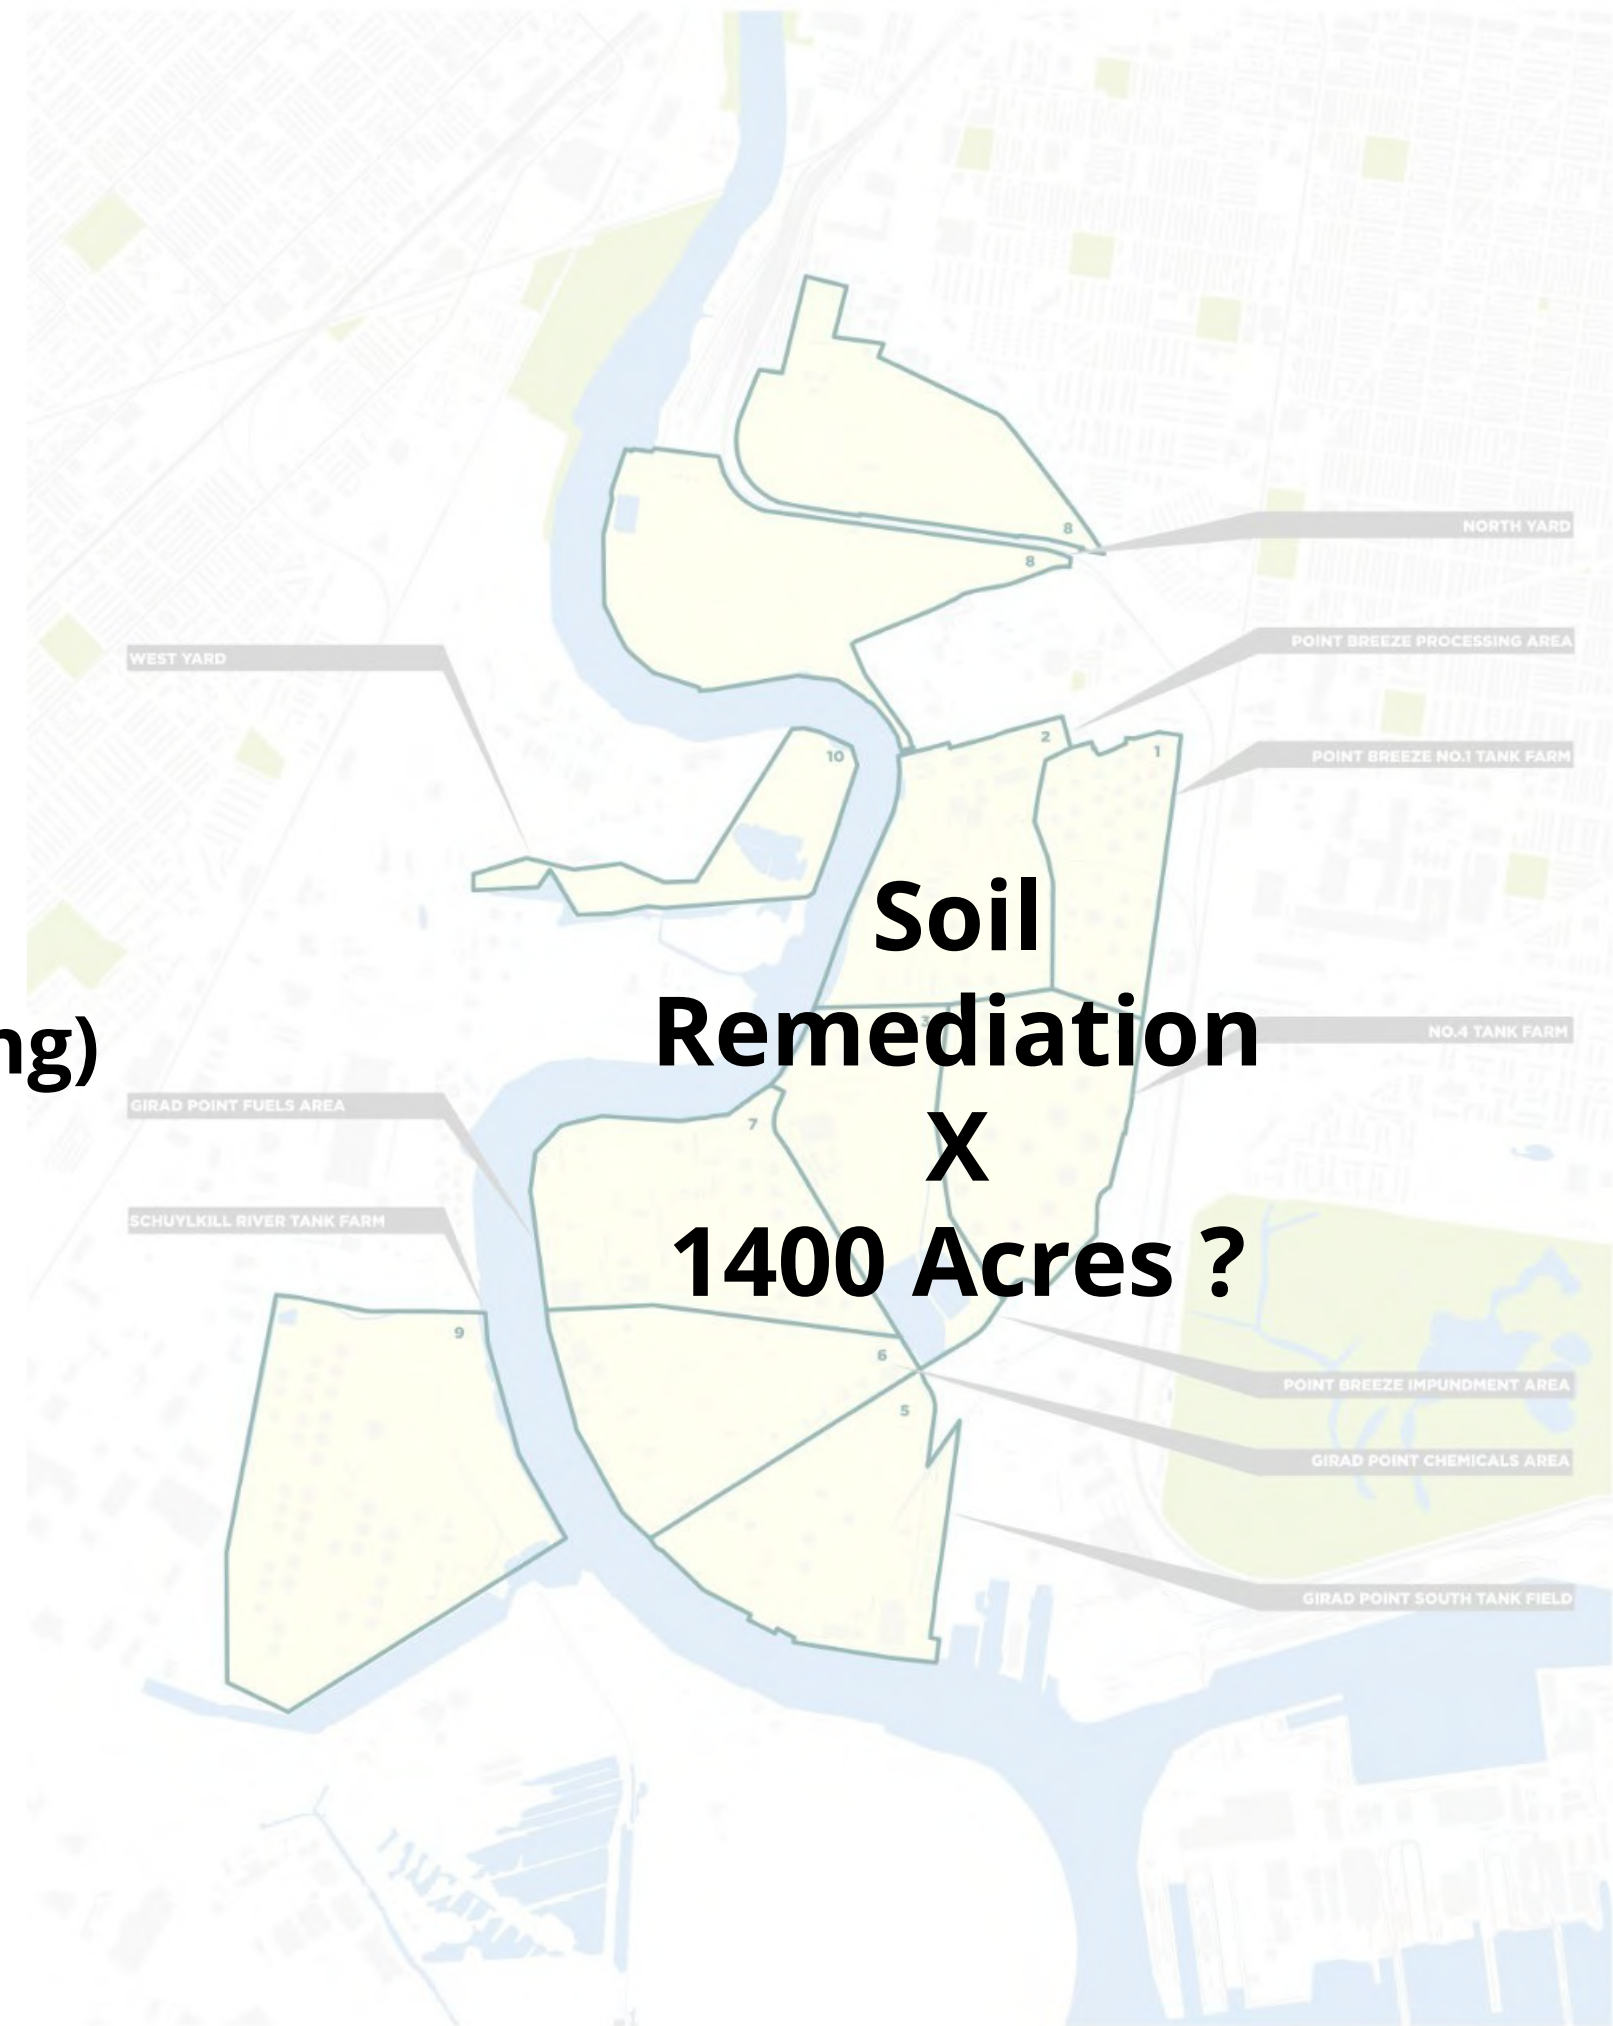 8
NORTH YARD
8
POINT BREEZE PROCESSING AREA
WEST YARD
2
1
10
POINT BREEZE NO.1 TANK FARM
Soil
Remediation
X
1400 Acres ?
3
NO.4 TANK FARM
ng)
GIRAD POINT FUELS AREA
7
SCHUYLKILL RIVER TANK FARM
9
6
POINT BREEZE IMPUNDMENT AREA
5
GIRAD POINT CHEMICALS AREA
GIRAD POINT SOUTH TANK FIELD